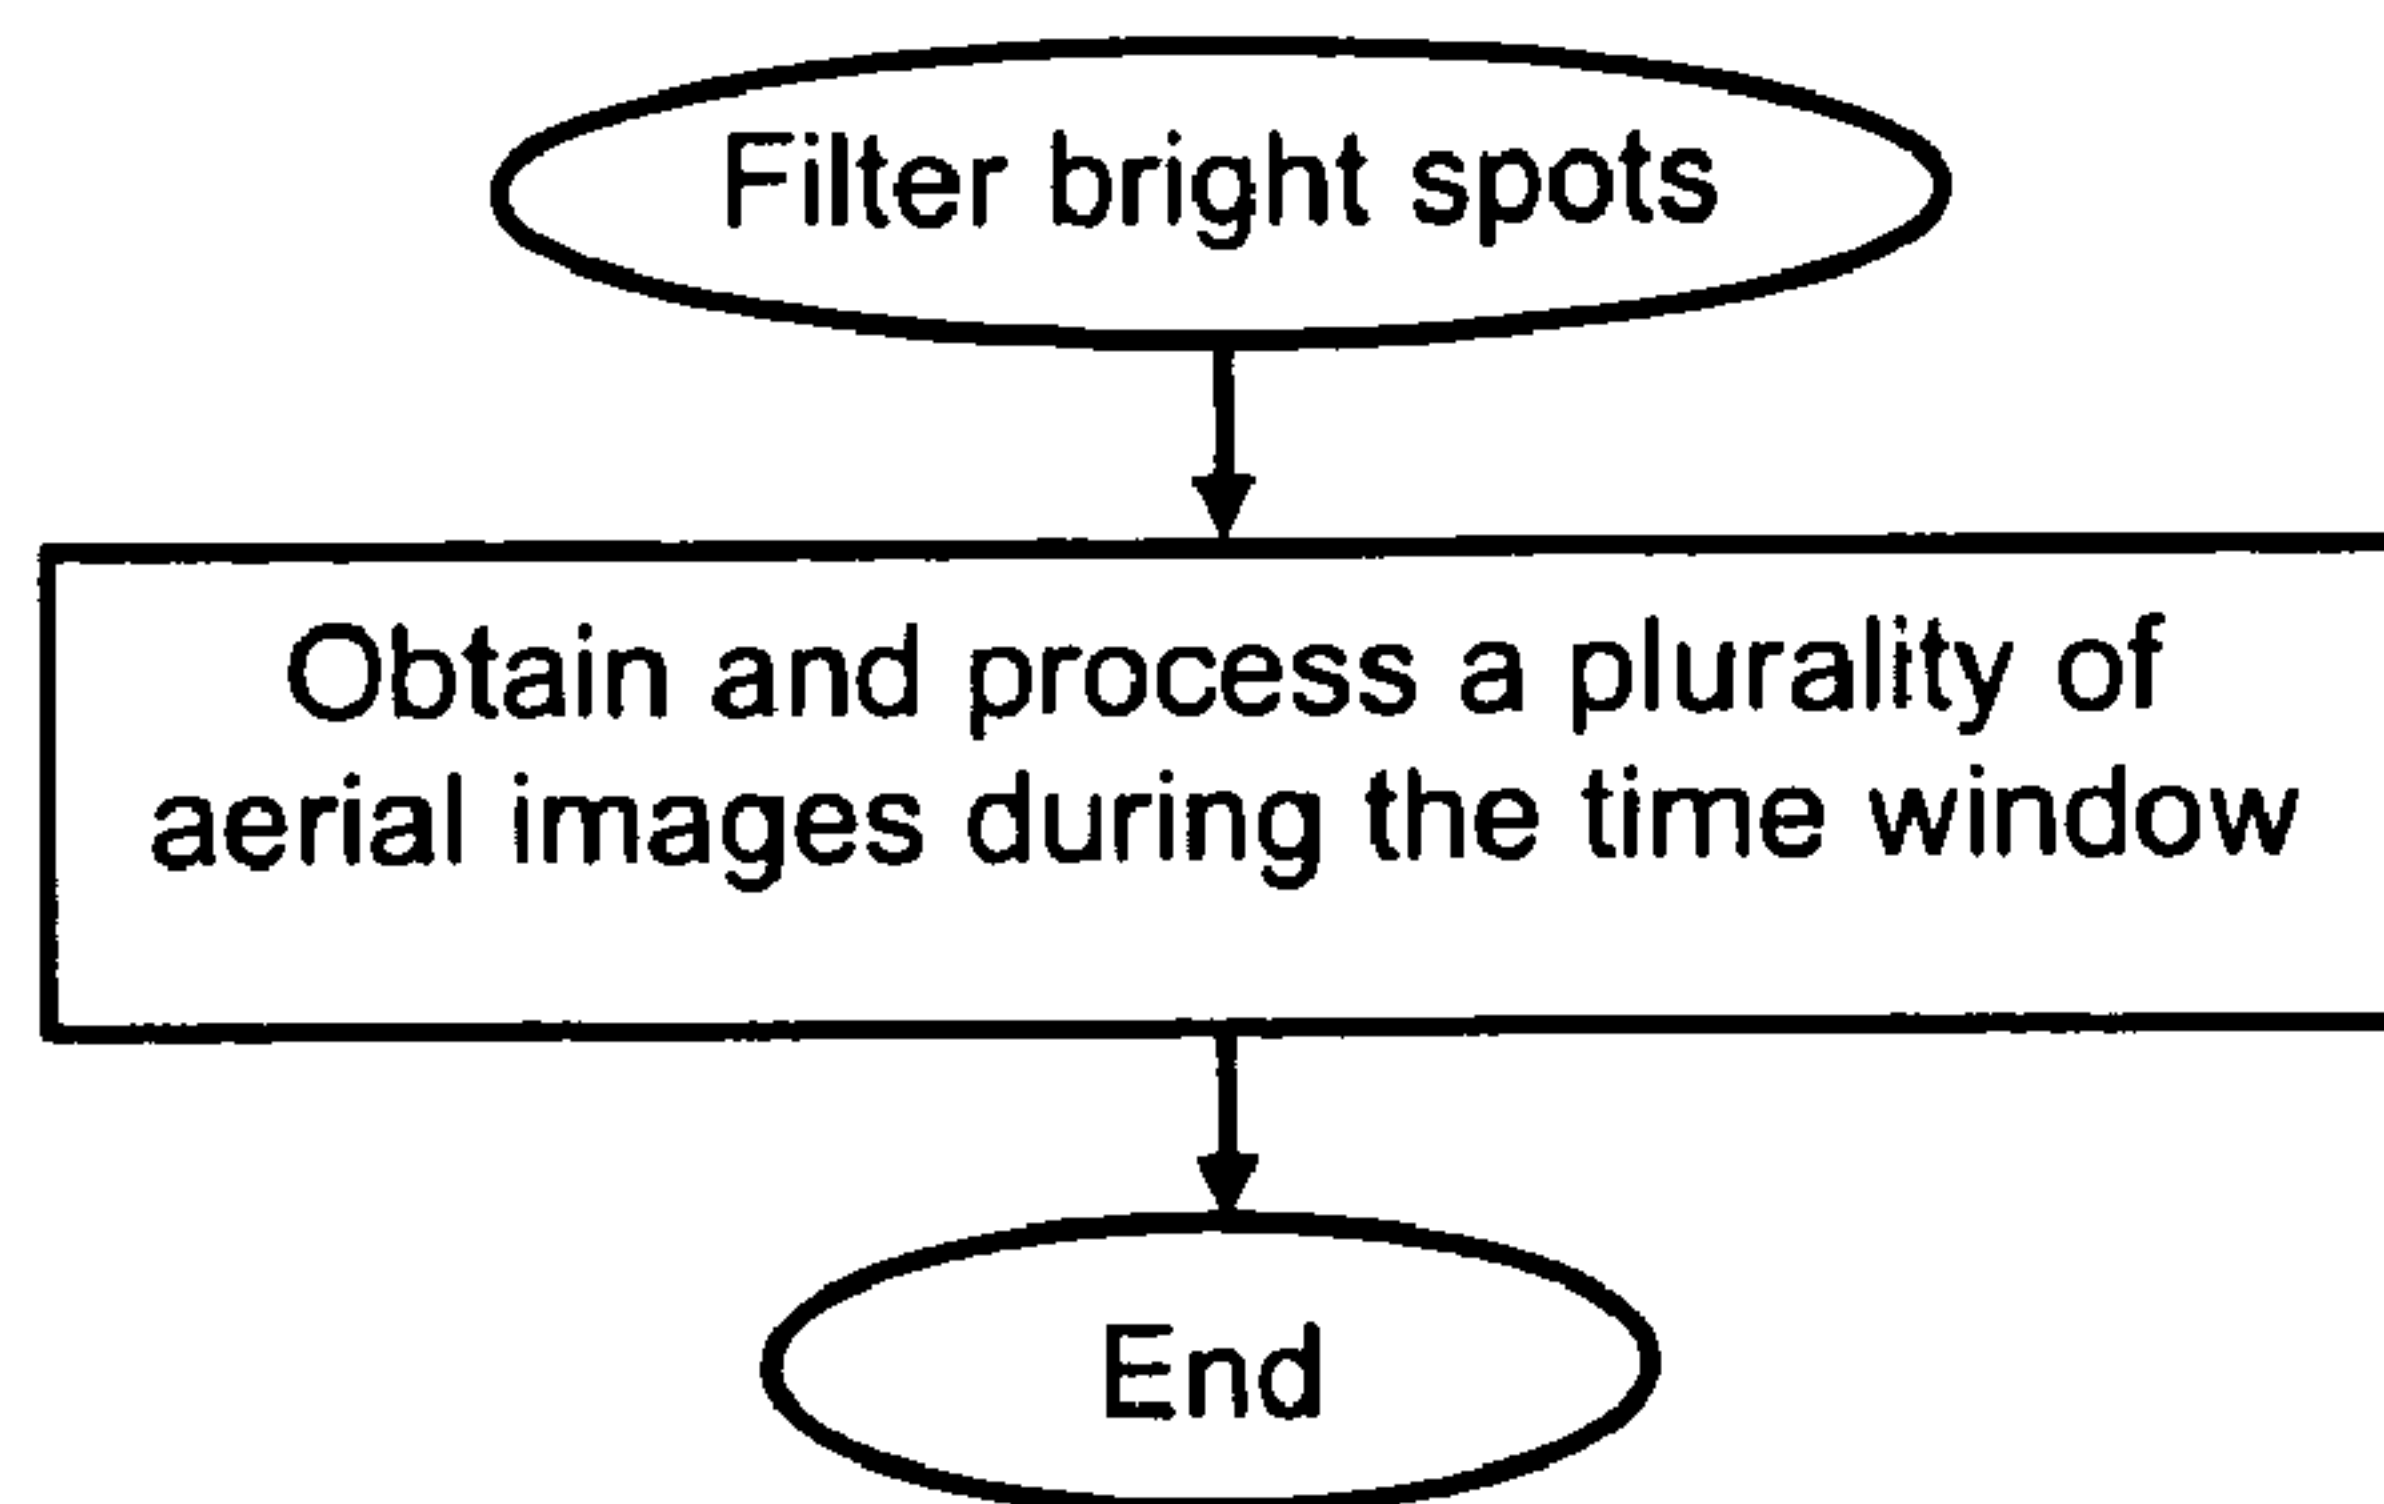 Filter bright spots
Obtain and process a plurality of
aerial images during the time window
End